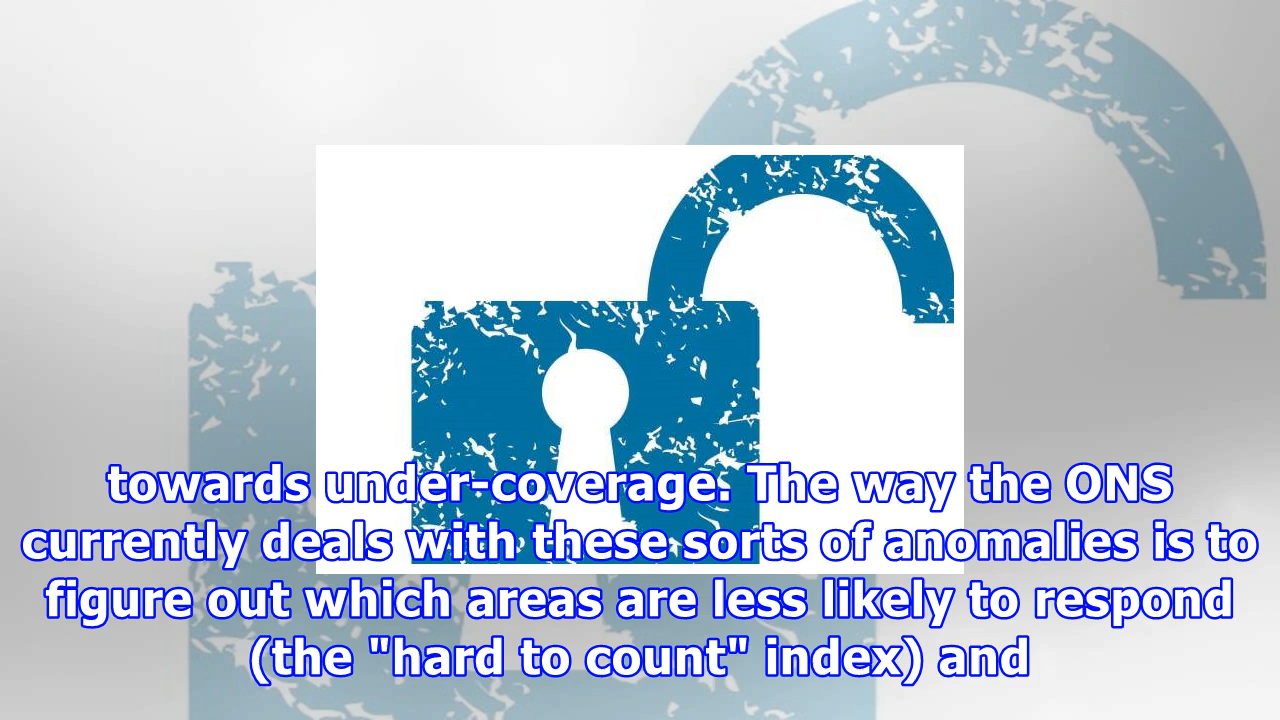 towards under-coverage. The way the ONS
currently deals with these sorts of anomalies is to
figure out which areas are less likely to respond
(the "hard to count" index) and